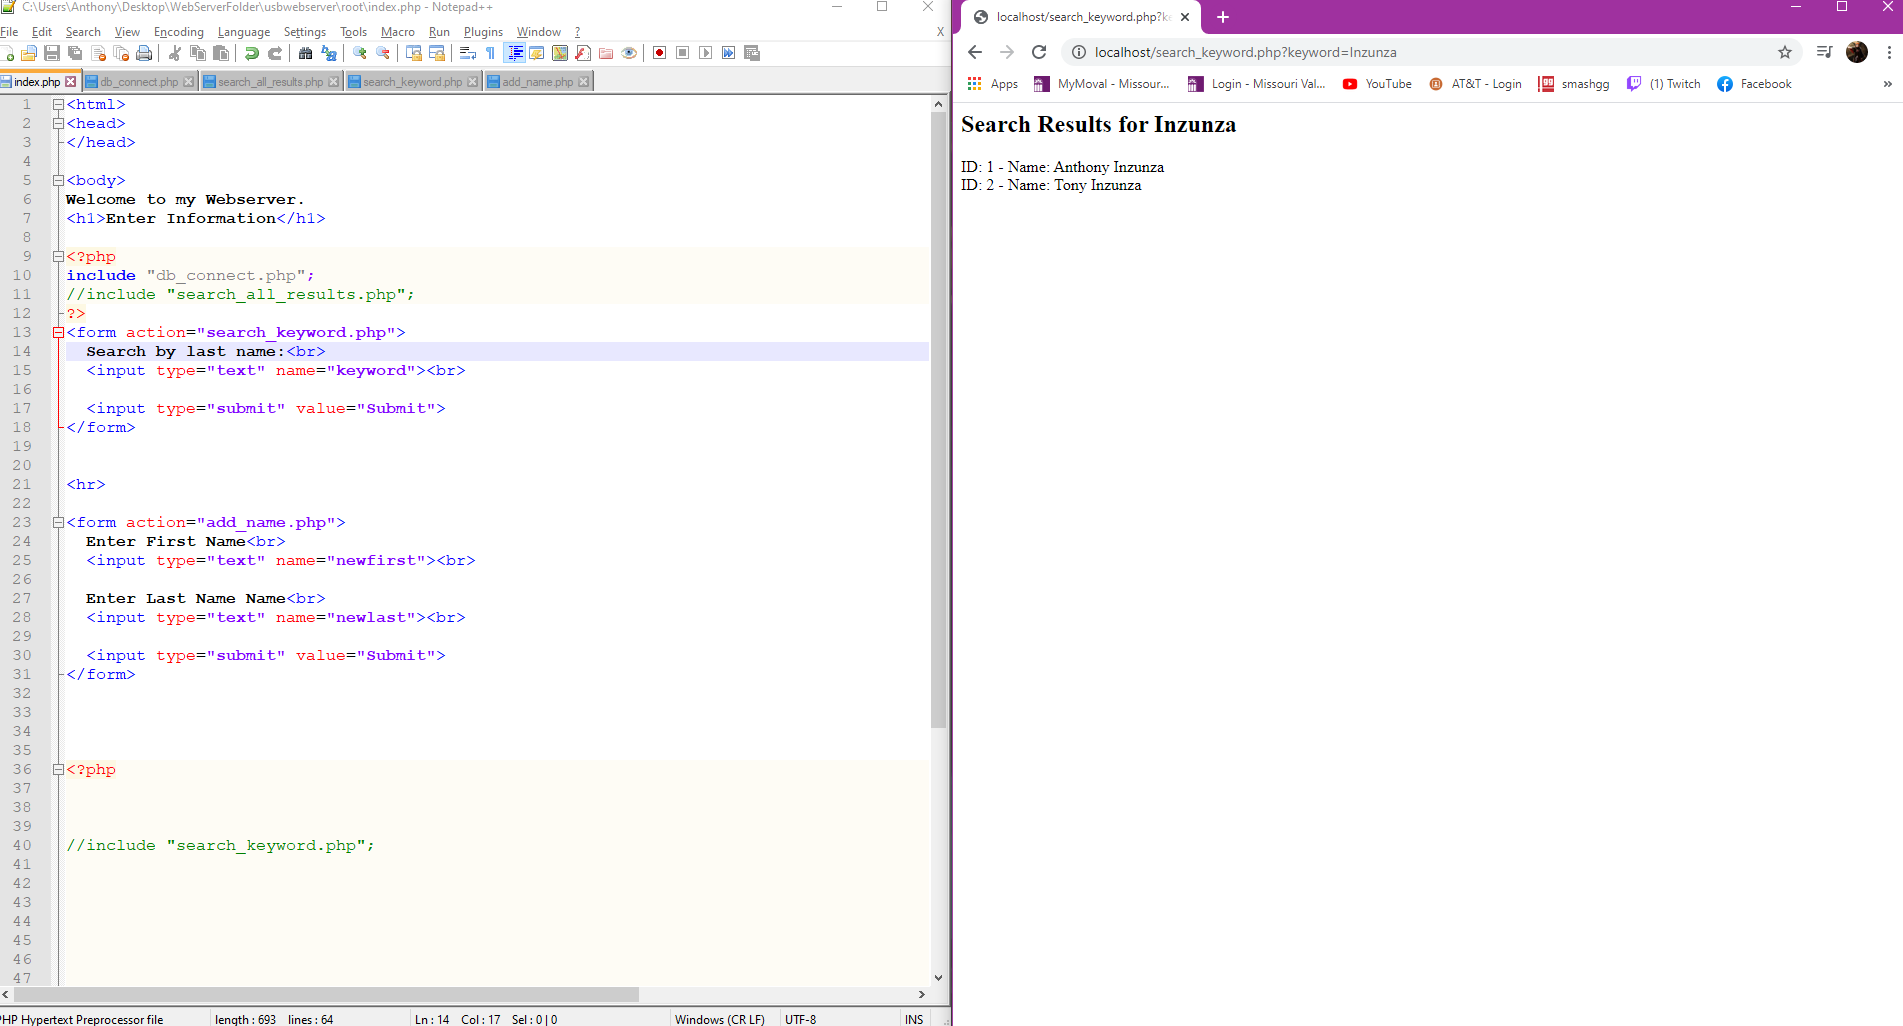 C:\Users\Anthony\Desktop\WebServerFolder\usbwebserver\root\index.php - Notepad++
File Edit Search View Encoding Language Settings Tools Macro Run Plugins Window ? X
index.php db_connect.php search_all_results.php search_keyword.php add_name.php
1 <html>
2 <head>
3 </head>
4
5 <body>
6 Welcome to my Webserver.
7 <h1>Enter Information</h1>
8
9 <?php
10 include "db_connect.php";
11 //include "search_all_results.php";
12 ?>
13 <form action="search_keyword.php">
14 Search by last name:<br>
15 <input type="text" name="keyword"><br>
16
17 <input type="submit" value="Submit">
18 </form>
19
20
21 <hr>
22
23 <form action="add_name.php">
24 Enter First Name<br>
25 <input type="text" name="newfirst"><br>
26
27 Enter Last Name Name<br>
28 <input type="text" name="newlast"><br>
29
30 <input type="submit" value="Submit">
31 </form>
32
33
34
35
36 <?php
37
38
39
40 //include "search_keyword.php";
41
42
43
44
45
46
47
PHP Hypertext Preprocessor file length : 693 lines : 64 Ln : 14 Col : 17 Sel : 0 | 0 Windows (CR LF) UTF-8 INS
localhost/search_keyword.php?ke
localhost/search_keyword.php?keyword=Inzunza
Apps MyMoval - Missour... Login - Missouri Val... YouTube AT&T - Login smashgg (1) Twitch Facebook »
Search Results for Inzunza
ID: 1 - Name: Anthony Inzunza
ID: 2 - Name: Tony Inzunza